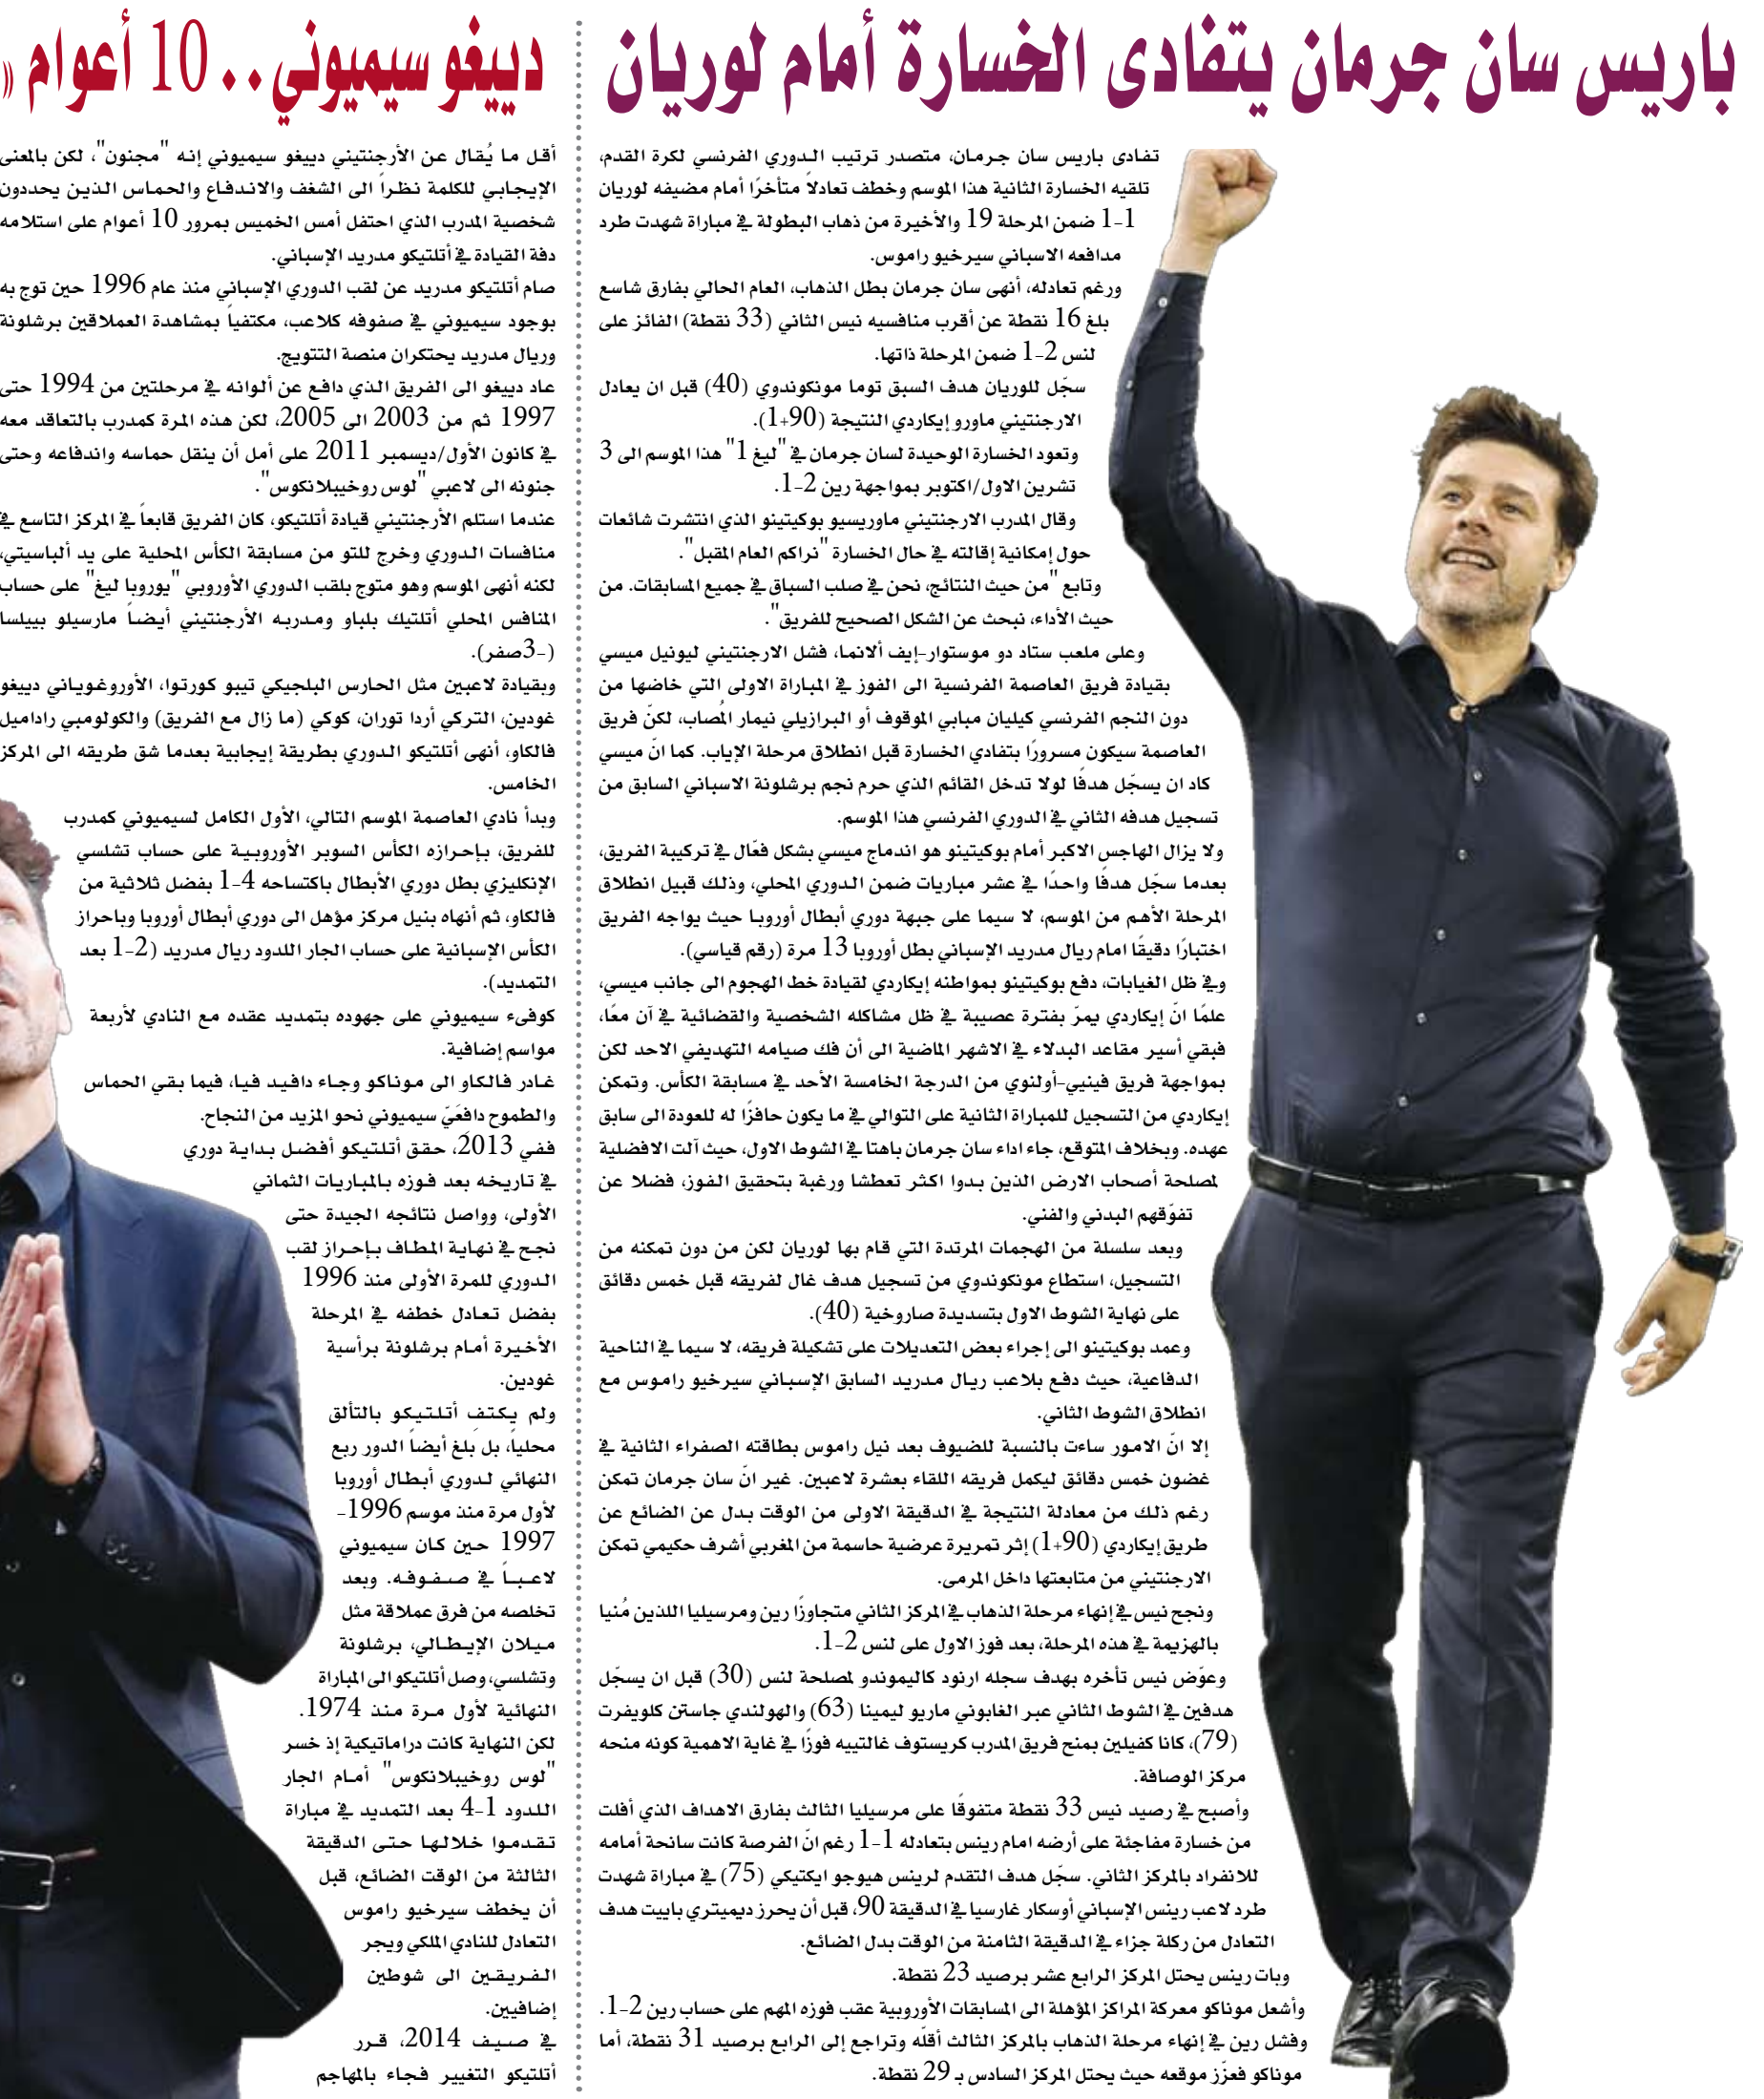 باريس سان جرمان يتفادى الخسارة أمام لوريان
تفادى باريس سان جرمان، متصدر ترتيب الدوري الفرنسي لكرة القدم،
تلقيه الخسارة الثانية هذا الموسم وخطف تعادلاً متأخرًا أمام مضيفه لوريان
1-1 ضمن المرحلة 19 والأخيرة من ذهاب البطولة في مباراة شهدت طرد
مدافعه الاسباني سيرخيو راموس.
ورغم تعادله، أنهى سان جرمان بطل الذهاب، العام الحالي بفارق شاسع
بلغ 16 نقطة عن أقرب منافسيه نيس الثاني (33 نقطة) الفائز على
لنس 2-1 ضمن المرحلة ذاتها.
سجّل للوريان هدف السبق توما مونكوندوي (40) قبل ان يعادل
الارجنتيني ماورو إيكاردي النتيجة (90+1).
وتعود الخسارة الوحيدة لسان جرمان في "ليغ 1" هذا الموسم الى 3
تشرين الاول/اكتوبر بمواجهة رين 2-1.
وقال المدرب الارجنتيني ماوريسيو بوكيتينو الذي انتشرت شائعات
حول إمكانية إقالته في حال الخسارة "نراكم العام المقبل".
وتابع "من حيث النتائج، نحن في صلب السباق في جميع المسابقات. من
حيث الأداء، نبحث عن الشكل الصحيح للفريق".
وعلى ملعب ستاد دو موستوار-إيف ألانما، فشل الارجنتيني ليونيل ميسي
بقيادة فريق العاصمة الفرنسية الى الفوز في المباراة الاولى التي خاضها من
دون النجم الفرنسي كيليان مبابي الموقوف أو البرازيلي نيمار المُصاب، لكنّ فريق
العاصمة سيكون مسرورًا بتفادي الخسارة قبل انطلاق مرحلة الإياب. كما انّ ميسي
كاد ان يسجّل هدفًا لولا تدخل القائم الذي حرم نجم برشلونة الاسباني السابق من
تسجيل هدفه الثاني في الدوري الفرنسي هذا الموسم.
ولا يزال الهاجس الاكبر أمام بوكيتينو هو اندماج ميسي بشكل فعّال في تركيبة الفريق،
بعدما سجّل هدفًا واحدًا في عشر مباريات ضمن الدوري المحلي، وذلك قبيل انطلاق
المرحلة الأهم من الموسم، لا سيما على جبهة دوري أبطال أوروبا حيث يواجه الفريق
اختبارًا دقيقًا امام ريال مدريد الإسباني بطل أوروبا 13 مرة (رقم قياسي).
وفي ظل الغيابات، دفع بوكيتينو بمواطنه إيكاردي لقيادة خط الهجوم الى جانب ميسي،
علمًا انّ إيكاردي يمرّ بفترة عصيبة في ظل مشاكله الشخصية والقضائية في آن معًا،
فبقي أسير مقاعد البدلاء في الاشهر الماضية الى أن فك صيامه التهديفي الاحد لكن
بمواجهة فريق فينيي-أولنوي من الدرجة الخامسة الأحد في مسابقة الكأس. وتمكن
إيكاردي من التسجيل للمباراة الثانية على التوالي في ما يكون حافزًا له للعودة الى سابق
عهده. وبخلاف المتوقع، جاء اداء سان جرمان باهتا في الشوط الاول، حيث آلت الافضلية
لمصلحة أصحاب الارض الذين بدوا اكثر تعطشا ورغبة بتحقيق الفوز، فضلا عن
تفوّقهم البدني والفني.
وبعد سلسلة من الهجمات المرتدة التي قام بها لوريان لكن من دون تمكنه من
التسجيل، استطاع مونكوندوي من تسجيل هدف غال لفريقه قبل خمس دقائق
على نهاية الشوط الاول بتسديدة صاروخية (40).
وعمد بوكيتينو الى إجراء بعض التعديلات على تشكيلة فريقه، لا سيما في الناحية
الدفاعية، حيث دفع بلاعب ريال مدريد السابق الإسباني سيرخيو راموس مع
انطلاق الشوط الثاني.
إلا انّ الامور ساءت بالنسبة للضيوف بعد نيل راموس بطاقته الصفراء الثانية في
غضون خمس دقائق ليكمل فريقه اللقاء بعشرة لاعبين. غير انّ سان جرمان تمكن
رغم ذلك من معادلة النتيجة في الدقيقة الاولى من الوقت بدل عن الضائع عن
طريق إيكاردي (90+1) إثر تمريرة عرضية حاسمة من المغربي أشرف حكيمي تمكن
الارجنتيني من متابعتها داخل المرمى.
ونجح نيس في إنهاء مرحلة الذهاب في المركز الثاني متجاوزًا رين ومرسيليا اللذين مُنيا
بالهزيمة في هذه المرحلة، بعد فوز الاول على لنس 2-1.
وعوّض نيس تأخره بهدف سجله ارنود كاليموندو لمصلحة لنس (30) قبل ان يسجّل
هدفين في الشوط الثاني عبر الغابوني ماريو ليمينا (63) والهولندي جاستن كلويفرت
(79)، كانا كفيلين بمنح فريق المدرب كريستوف غالتييه فوزًا في غاية الاهمية كونه منحه
مركز الوصافة.
وأصبح في رصيد نيس 33 نقطة متفوقًا على مرسيليا الثالث بفارق الاهداف الذي أفلت
من خسارة مفاجئة على أرضه امام رينس بتعادله 1-1 رغم انّ الفرصة كانت سانحة أمامه
للانفراد بالمركز الثاني. سجّل هدف التقدم لرينس هيوجو ايكتيكي (75) في مباراة شهدت
طرد لاعب رينس الإسباني أوسكار غارسيا في الدقيقة 90، قبل أن يحرز ديميتري باييت هدف
التعادل من ركلة جزاء في الدقيقة الثامنة من الوقت بدل الضائع.
وبات رينس يحتل المركز الرابع عشر برصيد 23 نقطة.
وأشعل موناكو معركة المراكز المؤهلة الى المسابقات الأوروبية عقب فوزه المهم على حساب رين 2-1.
وفشل رين في إنهاء مرحلة الذهاب بالمركز الثالث أقلّه وتراجع إلى الرابع برصيد 31 نقطة، أما
موناكو فعزّز موقعه حيث يحتل المركز السادس بـ 29 نقطة.
دييغو سيميوني.. 10 أعوام «
أقل ما يُقال عن الأرجنتيني دييغو سيميوني إنه "مجنون"، لكن بالمعنى
الإيجابي للكلمة نظراً الى الشغف والاندفاع والحماس الذين يحددون
شخصية المدرب الذي احتفل أمس الخميس بمرور 10 أعوام على استلامه
دفة القيادة في أتلتيكو مدريد الإسباني.
صام أتلتيكو مدريد عن لقب الدوري الإسباني منذ عام 1996 حين توج به
بوجود سيميوني في صفوفه كلاعب، مكتفياً بمشاهدة العملاقين برشلونة
وريال مدريد يحتكران منصة التتويج.
عاد دييغو الى الفريق الذي دافع عن ألوانه في مرحلتين من 1994 حتى
1997 ثم من 2003 الى 2005، لكن هذه المرة كمدرب بالتعاقد معه
في كانون الأول/ديسمبر 2011 على أمل أن ينقل حماسه واندفاعه وحتى
جنونه الى لاعبي "لوس روخيبلانكوس".
عندما استلم الأرجنتيني قيادة أتلتيكو، كان الفريق قابعاً في المركز التاسع في
منافسات الدوري وخرج للتو من مسابقة الكأس المحلية على يد ألباسيتي،
لكنه أنهى الموسم وهو متوج بلقب الدوري الأوروبي "يوروبا ليغ" على حساب
المنافس المحلي أتلتيك بلباو ومدربه الأرجنتيني أيضاً مارسيلو بييلسا
(-3صفر).
وبقيادة لاعبين مثل الحارس البلجيكي تيبو كورتوا، الأوروغوياني دييغو
غودين، التركي أردا توران، كوكي (ما زال مع الفريق) والكولومبي راداميل
فالكاو، أنهى أتلتيكو الدوري بطريقة إيجابية بعدما شق طريقه الى المركز
الخامس.
وبدأ نادي العاصمة الموسم التالي، الأول الكامل لسيميوني كمدرب
للفريق، بإحرازه الكأس السوبر الأوروبية على حساب تشلسي
الإنكليزي بطل دوري الأبطال باكتساحه 4-1 بفضل ثلاثية من
فالكاو، ثم أنهاه بنيل مركز مؤهل الى دوري أبطال أوروبا وباحراز
الكأس الإسبانية على حساب الجار اللدود ريال مدريد (2-1 بعد
التمديد).
كوفىء سيميوني على جهوده بتمديد عقده مع النادي لأربعة
مواسم إضافية.
غادر فالكاو الى موناكو وجاء دافيد فيا، فيما بقي الحماس
والطموح دافعَيّ سيميوني نحو المزيد من النجاح.
ففي 2013، حقق أتلتيكو أفضل بداية دوري
في تاريخه بعد فوزه بالمباريات الثماني
الأولى، وواصل نتائجه الجيدة حتى
نجح في نهاية المطاف بإحراز لقب
الدوري للمرة الأولى منذ 1996
بفضل تعادل خطفه في المرحلة
الأخيرة أمام برشلونة برأسية
غودين.
ولم يكتفِ أتلتيكو بالتألق
محلياً، بل بلغ أيضاً الدور ربع
النهائي لدوري أبطال أوروبا
لأول مرة منذ موسم 1996-
1997 حين كان سيميوني
لاعباً في صفوفه. وبعد
تخلصه من فرق عملاقة مثل
ميلان الإيطالي، برشلونة
وتشلسي، وصل أتلتيكو الى المباراة
النهائية لأول مرة منذ 1974.
لكن النهاية كانت دراماتيكية إذ خسر
"لوس روخيبلانكوس" أمام الجار
اللدود 1-4 بعد التمديد في مباراة
تقدموا خلالها حتى الدقيقة
الثالثة من الوقت الضائع، قبل
أن يخطف سيرخيو راموس
التعادل للنادي الملكي ويجر
الفريقين الى شوطين
إضافيين.
في صيف 2014، قرر
أتلتيكو التغيير فجاء بالمهاجم